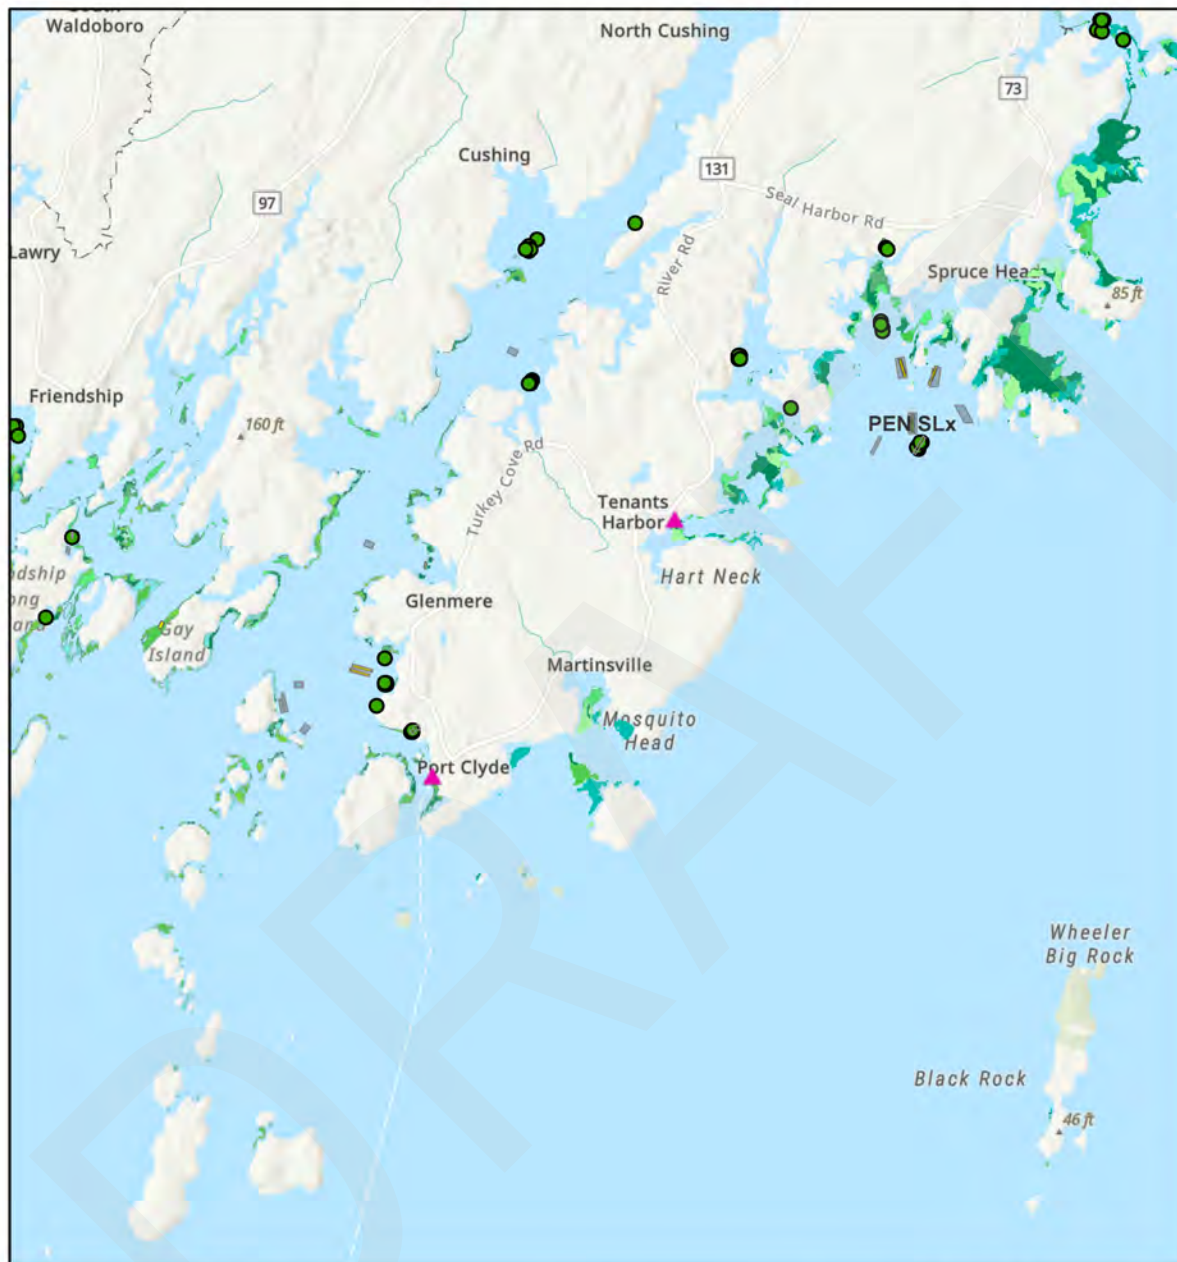 South
Waldoboro
North Cushing
73
Cushing
131
97
Seal Harbor Rd
Lawry
River Rd
Spruce Head
85 ft
Friendship
160 ft
PEN SLx
Turkey Cove Rd
Tenants
Harbor
Hart Neck
Glenmere
Gay
Island
Martinsville
Mosquito
Head
Port Clyde
Wheeler
Big Rock
Black Rock
46 ft
DRAFT